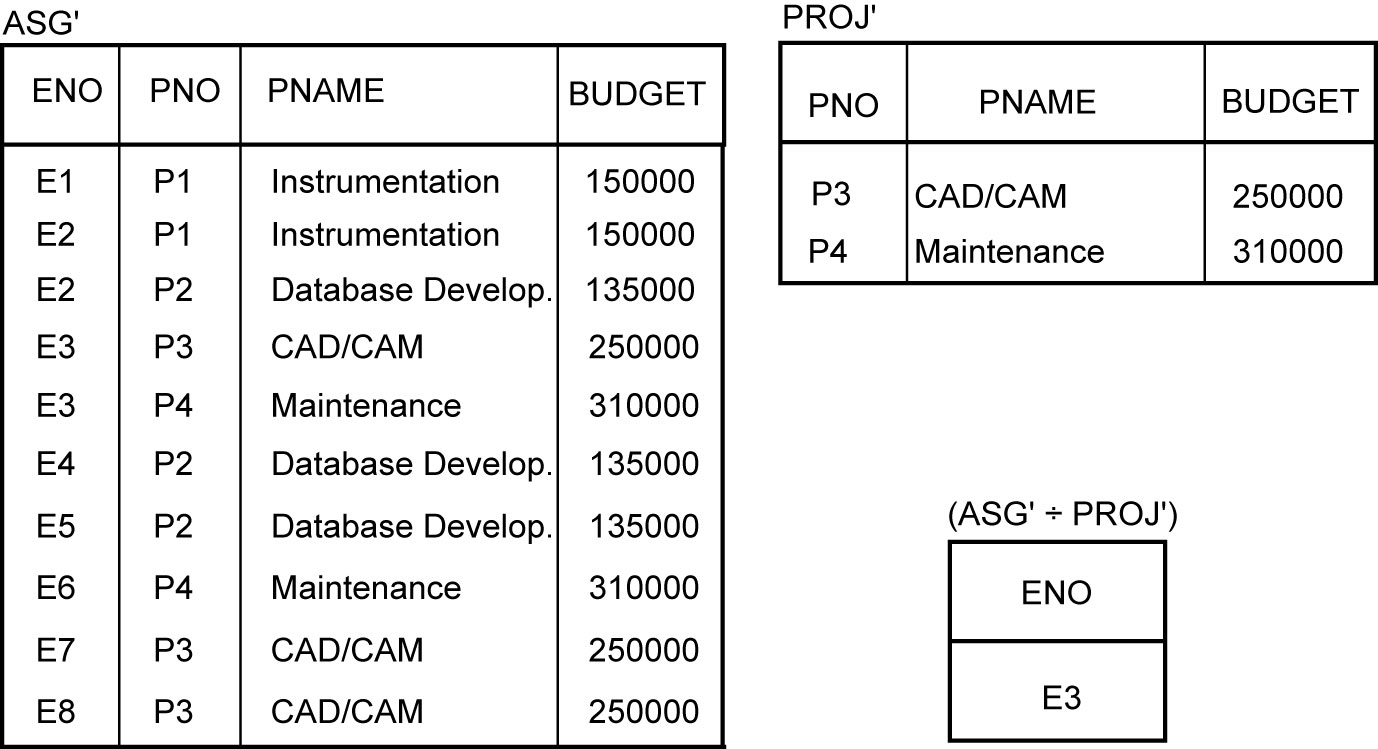 ASG'
ENO PNO PNAME BUDGET
E1 P1 Instrumentation 150000
E2 P1 Instrumentation 150000
E2 P2 Database Develop. 135000
E3 P3 CAD/CAM 250000
E3 P4 Maintenance 310000
E4 P2 Database Develop. 135000
E5 P2 Database Develop. 135000
E6 P4 Maintenance 310000
E7 P3 CAD/CAM 250000
E8 P3 CAD/CAM 250000
PROJ'
PNO PNAME BUDGET
P3 CAD/CAM 250000
P4 Maintenance 310000
(ASG' ÷ PROJ')
ENO
E3